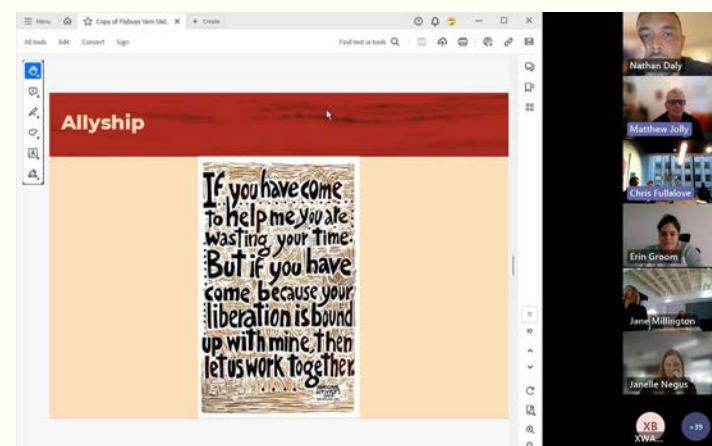 Menu
Copy of Flybuys Yarn Slid...
+ Create
All tools Edit Convert Sign
Find text or tools
Allyship
If you have come
to help me you are
wasting your time.
But if you have
come because your
liberation is bound
up with mine, then
let us work together.
Nathan Daly
Matthew Jolly
Chris Fullalove
Erin Groom
Jane Millington
Janelle Negus
XB
XWA...
+39